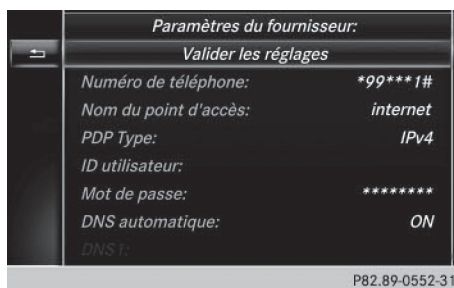 Paramètres du fournisseur:
Valider les réglages
Numéro de téléphone: *99***1#
Nom du point d'accès: internet
PDP Type: IPv4
ID utilisateur:
Mot de passe: ********
DNS automatique: ON
DNS1:
P82.89-0552-31